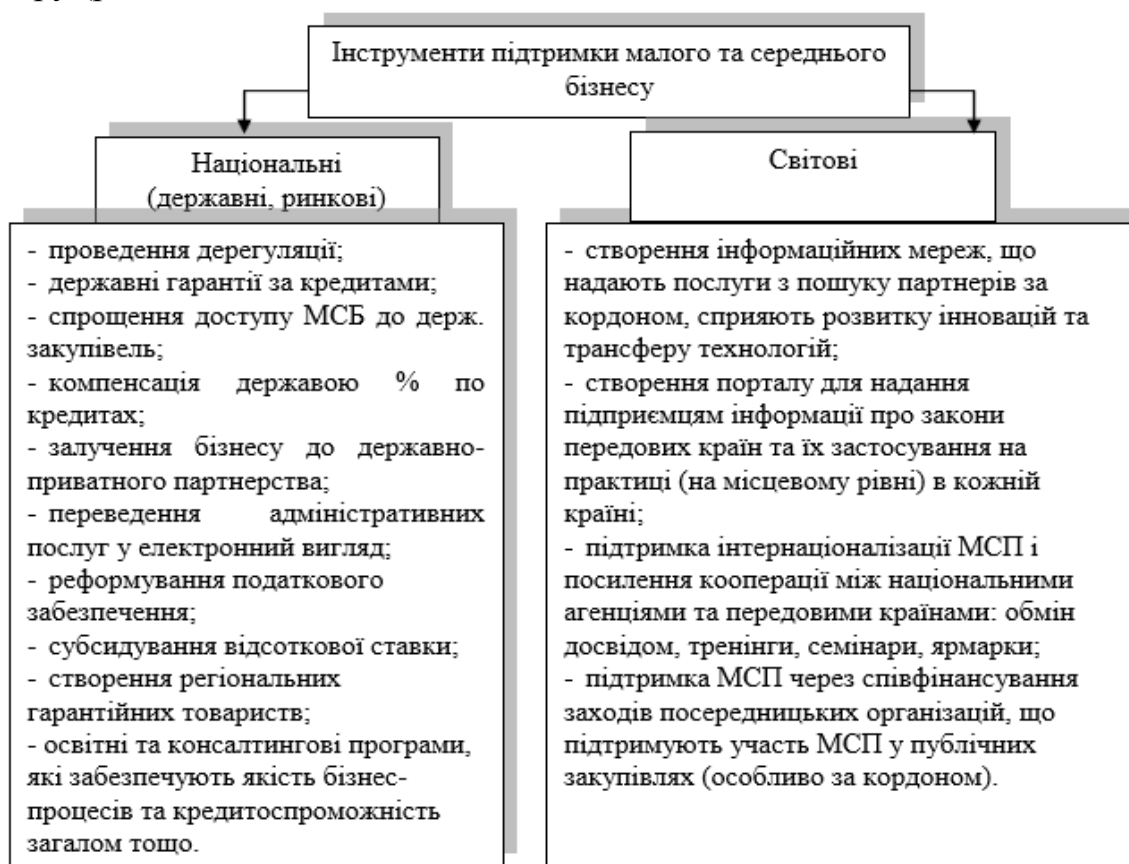 Інструменти підтримки малого та середнього
бізнесу
Національні
(державні, ринкові)
Світові
- проведення дерегуляції;
- державні гарантії за кредитами;
- спрощення доступу МСБ до держ.
закупівель;
- компенсація державою % по
кредитах;
- залучення бізнесу до державно-
приватного партнерства;
- переведення адміністративних
послуг у електронний вигляд;
- реформування податкового
забезпечення;
- субсидування відсоткової ставки;
- створення регіональних
гарантійних товариств;
- освітні та консалтингові програми,
які забезпечують якість бізнес-
процесів та кредитоспроможність
загалом тощо.
- створення інформаційних мереж, що
надають послуги з пошуку партнерів за
кордоном, сприяють розвитку інновацій та
трансферу технологій;
- створення порталу для надання
підприємцям інформації про закони
передових країн та їх застосування на
практиці (на місцевому рівні) в кожній
країні;
- підтримка інтернаціоналізації МСП і
посилення кооперації між національними
агенціями та передовими країнами: обмін
досвідом, тренінги, семінари, ярмарки;
- підтримка МСП через співфінансування
заходів посередницьких організацій, що
підтримують участь МСП у публічних
закупівлях (особливо за кордоном).